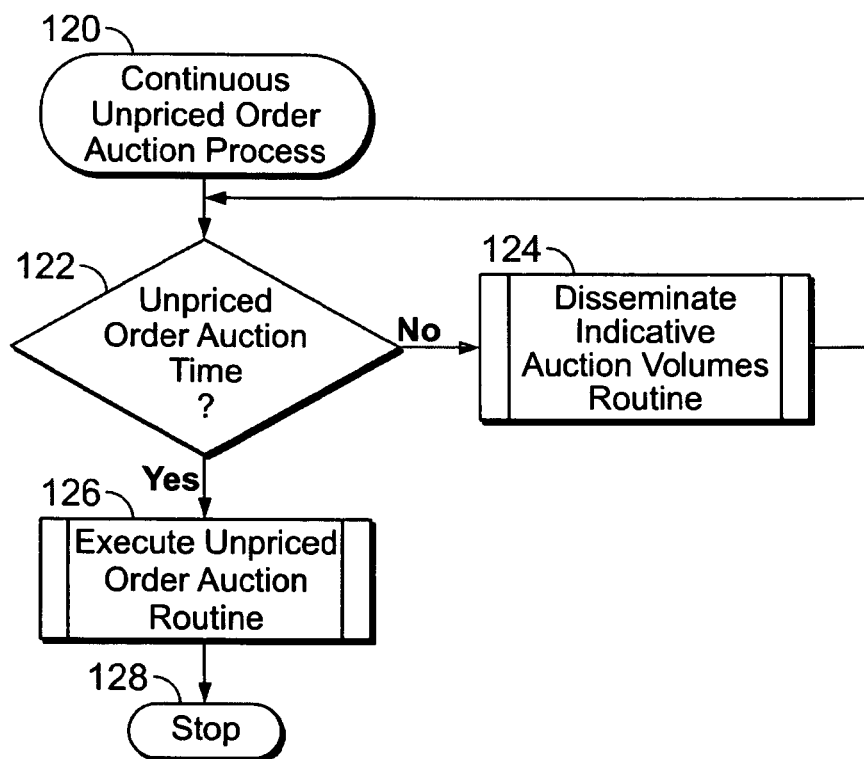 120
Continuous
Unpriced Order
Auction Process
122
Unpriced
Order Auction
Time
?
No
124
Disseminate
Indicative
Auction Volumes
Routine
Yes
126
Execute Unpriced
Order Auction
Routine
128
Stop